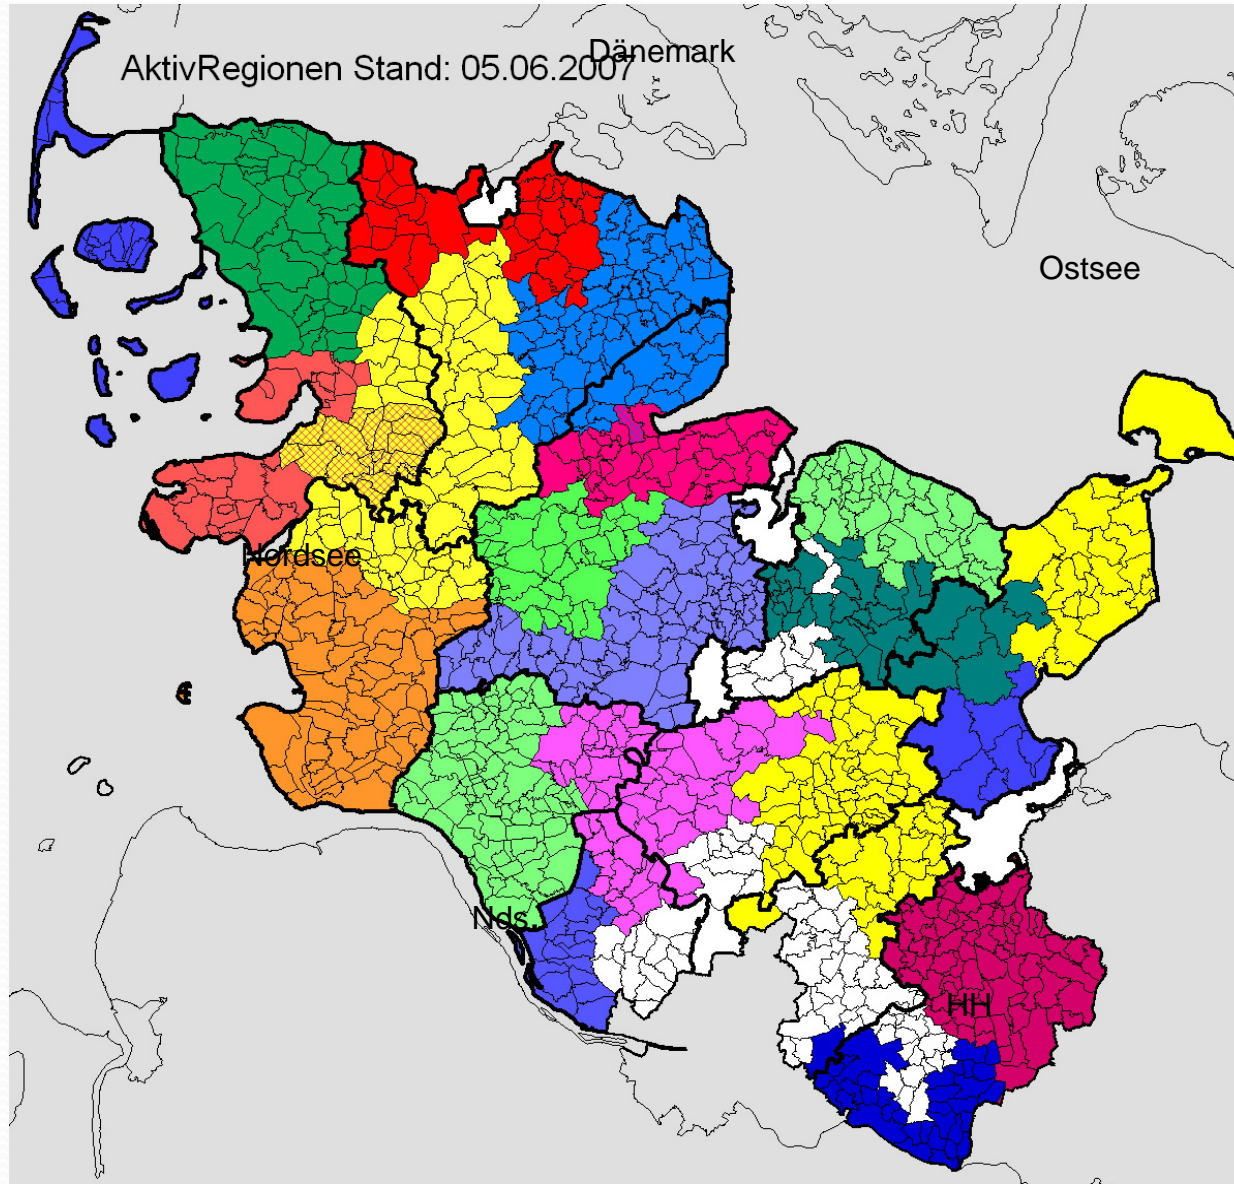 Dänemark
AktivRegionen Stand: 05.06.2007
Ostsee
Nordsee
Nds.
HH